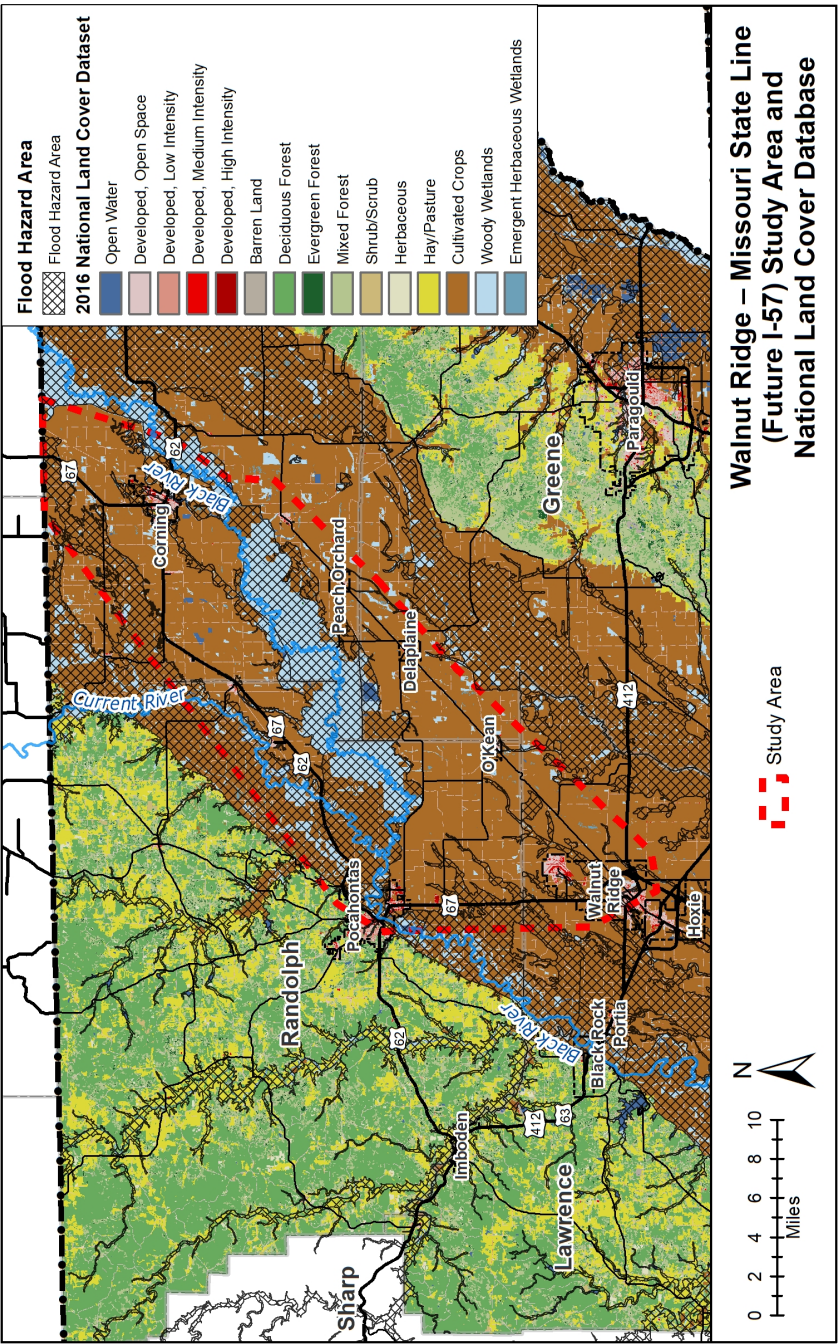 Flood Hazard Area
Flood Hazard Area
2016 National Land Cover Dataset
Open Water
Developed, Open Space
Developed, Low Intensity
Developed, Medium Intensity
Developed, High Intensity
Barren Land
Deciduous Forest
Evergreen Forest
Mixed Forest
Shrub/Scrub
Herbaceous
Hay/Pasture
Cultivated Crops
Woody Wetlands
Emergent Herbaceous Wetlands
67
62
Black River
Corning
Current River
67
62
Peach Orchard
Delaplaine
O'Kean
Greene
Paragould
412
Pocahontas
Randolph
67
Walnut
Ridge
Hoxie
62
Black River
Black Rock
Portia
Imboden
412
63
Lawrence
Sharp
0 2 4 6 8 10
Miles
N
Study Area
Walnut Ridge – Missouri State Line
(Future I-57) Study Area and
National Land Cover Database